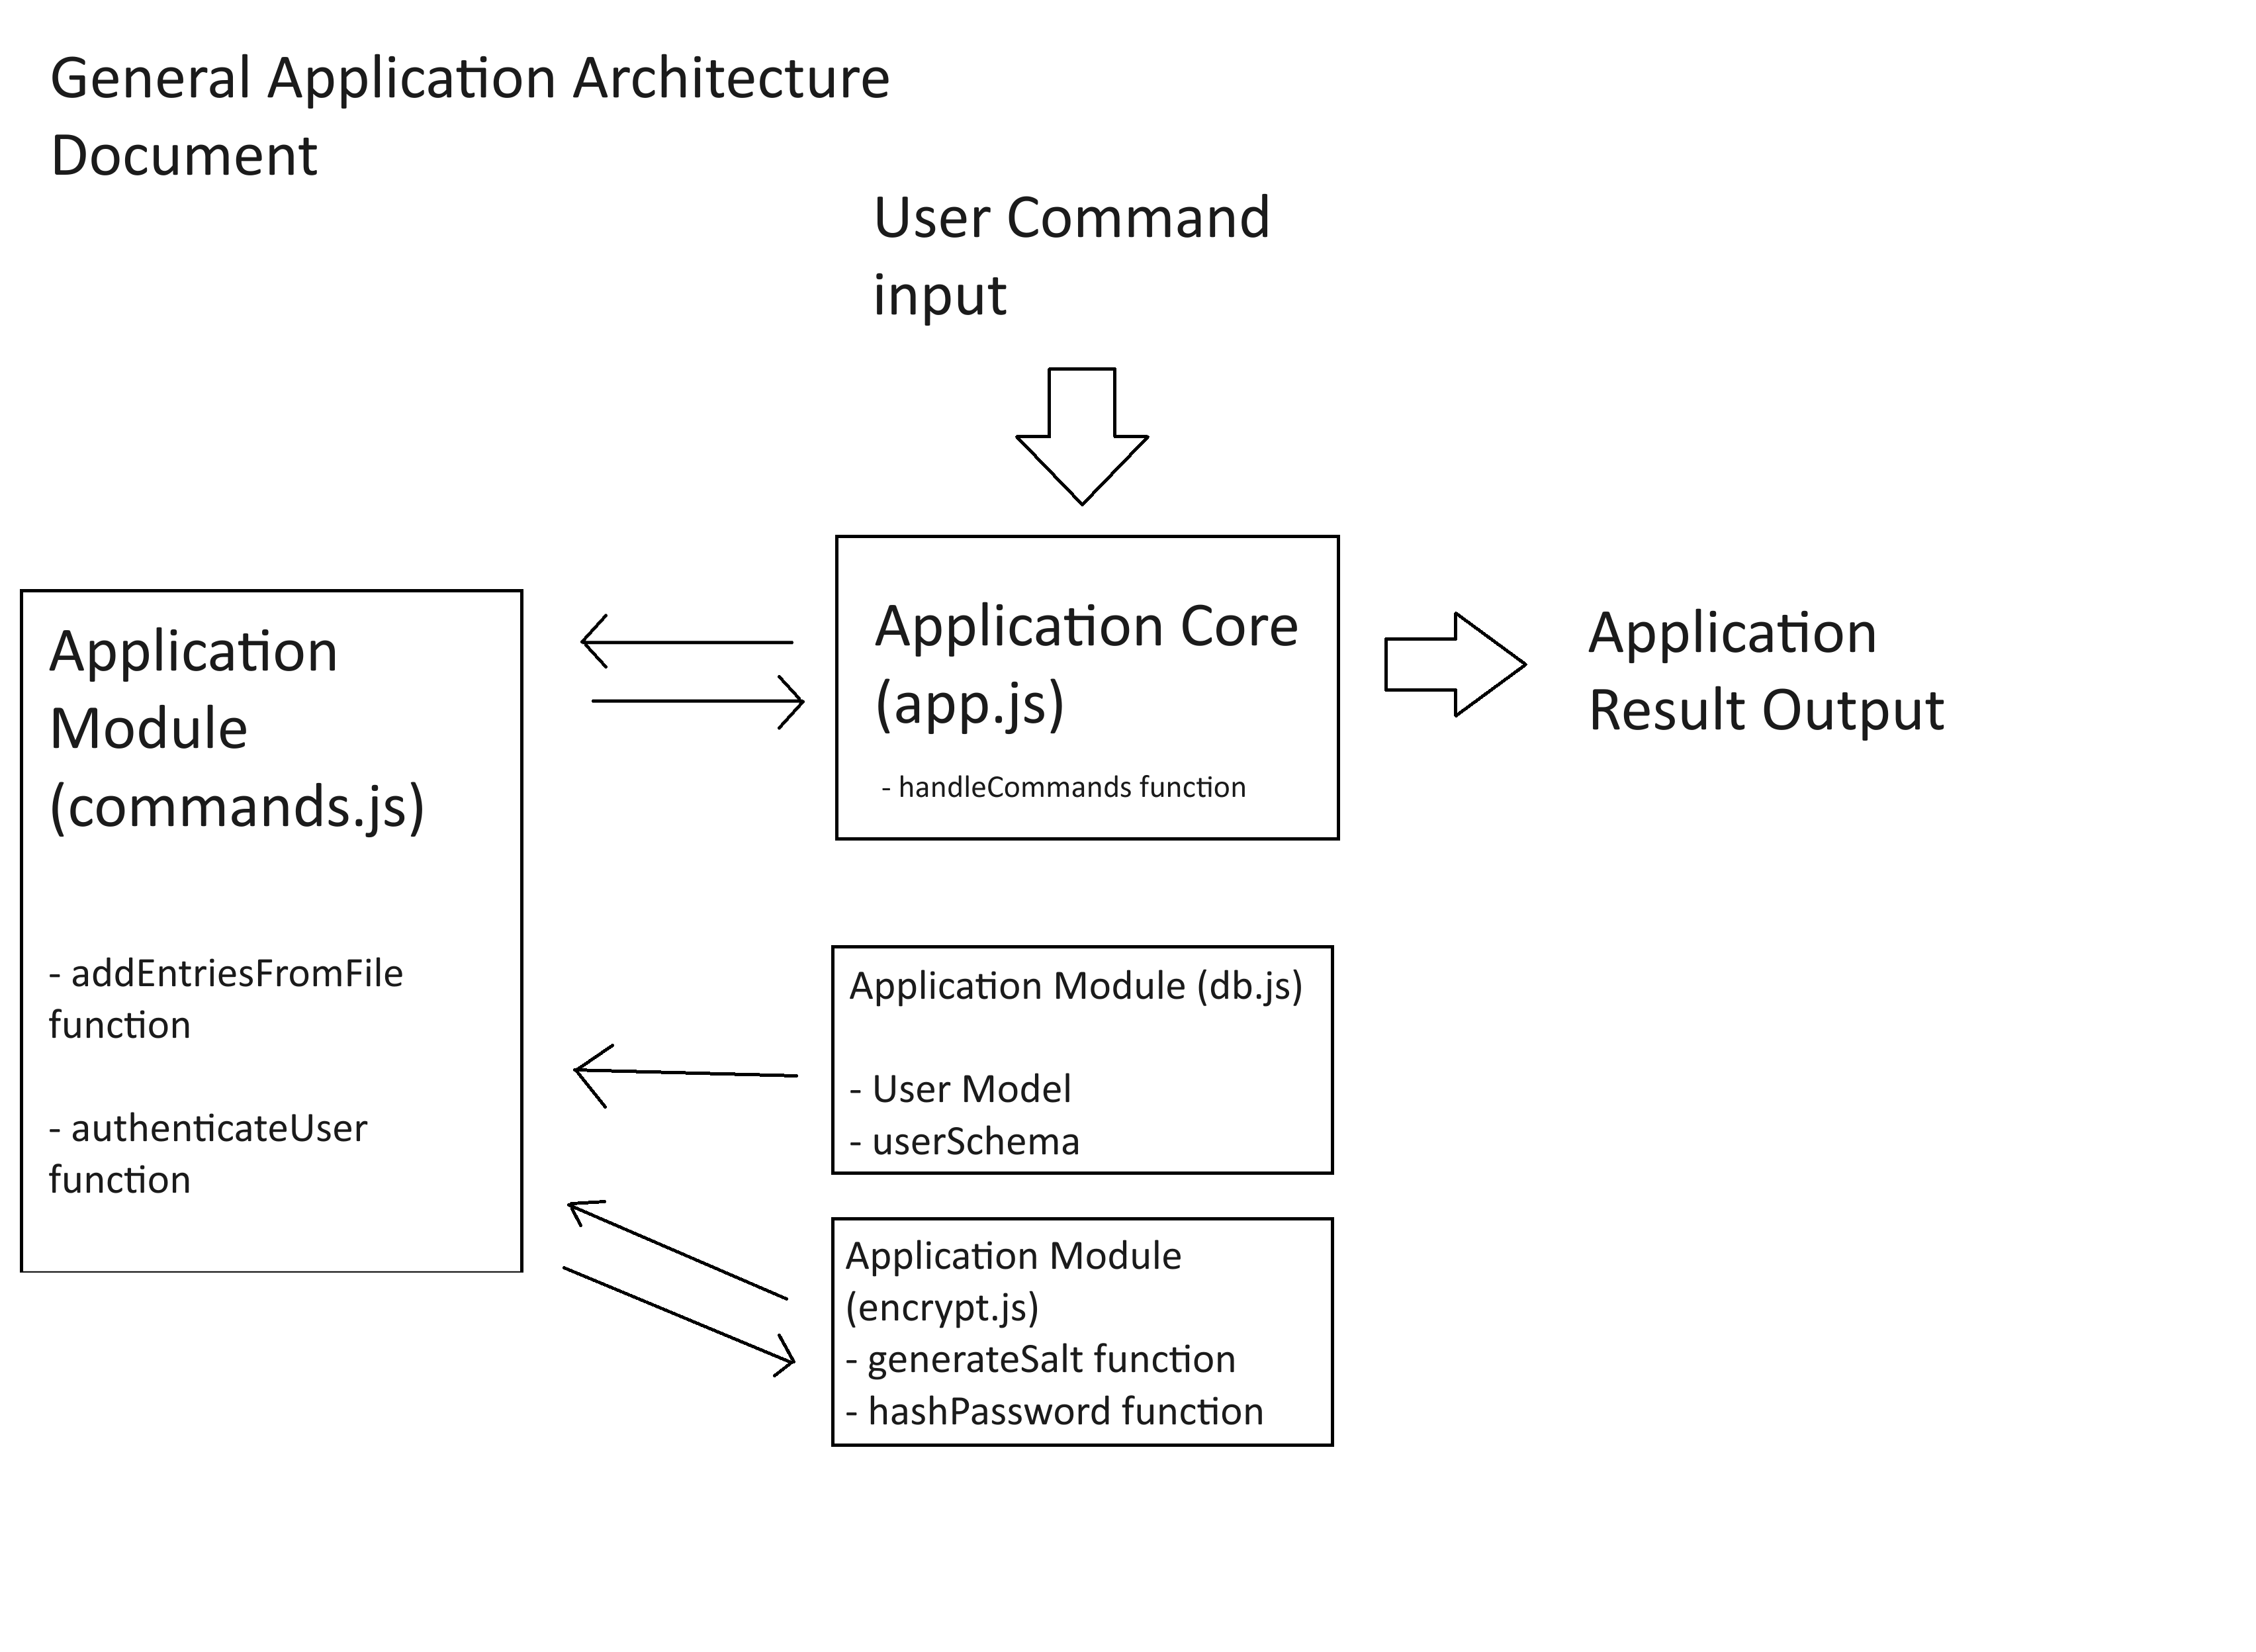 General Application Architecture
Document
User Command
input
Application
Module
(commands.js)
- addEntriesFromFile
function
- authenticateUser
function
Application Core
(app.js)
- handleCommands function
Application
Result Output
Application Module (db.js)
- User Model
- userSchema
Application Module
(encrypt.js)
- generateSalt function
- hashPassword function